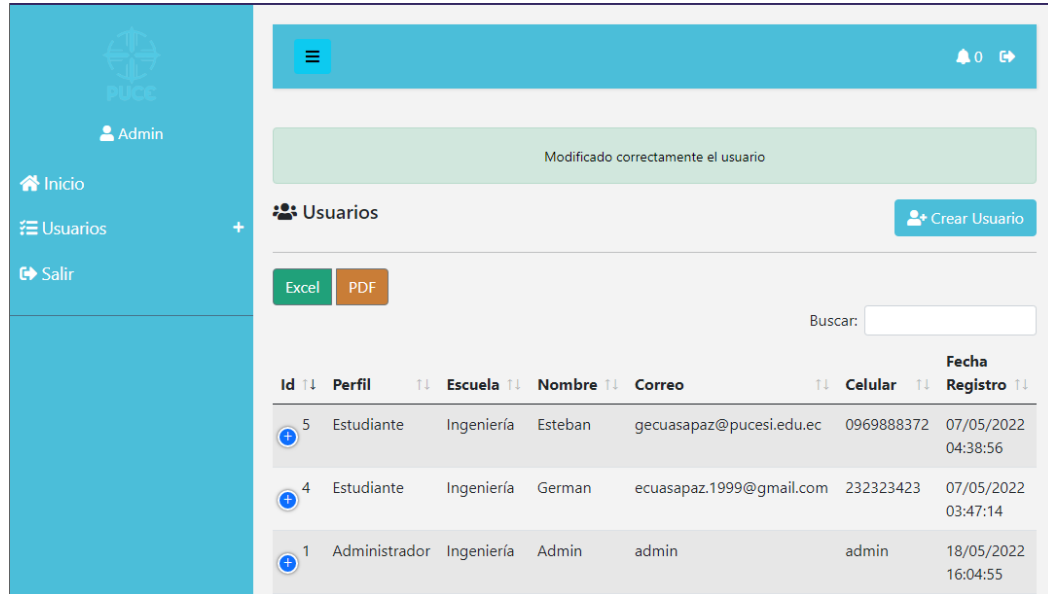 PUCE
Admin
Inicio
Usuarios +
Salir
0
Modificado correctamente el usuario
Usuarios
Crear Usuario
Excel PDF
Buscar:
Id Perfil Escuela Nombre Correo Celular Fecha Registro
5 Estudiante Ingeniería Esteban gecuasapaz@pucesi.edu.ec 0969888372 07/05/2022
04:38:56
4 Estudiante Ingeniería German ecuasapaz.1999@gmail.com 232323423 07/05/2022
03:47:14
1 Administrador Ingeniería Admin admin admin 18/05/2022
16:04:55